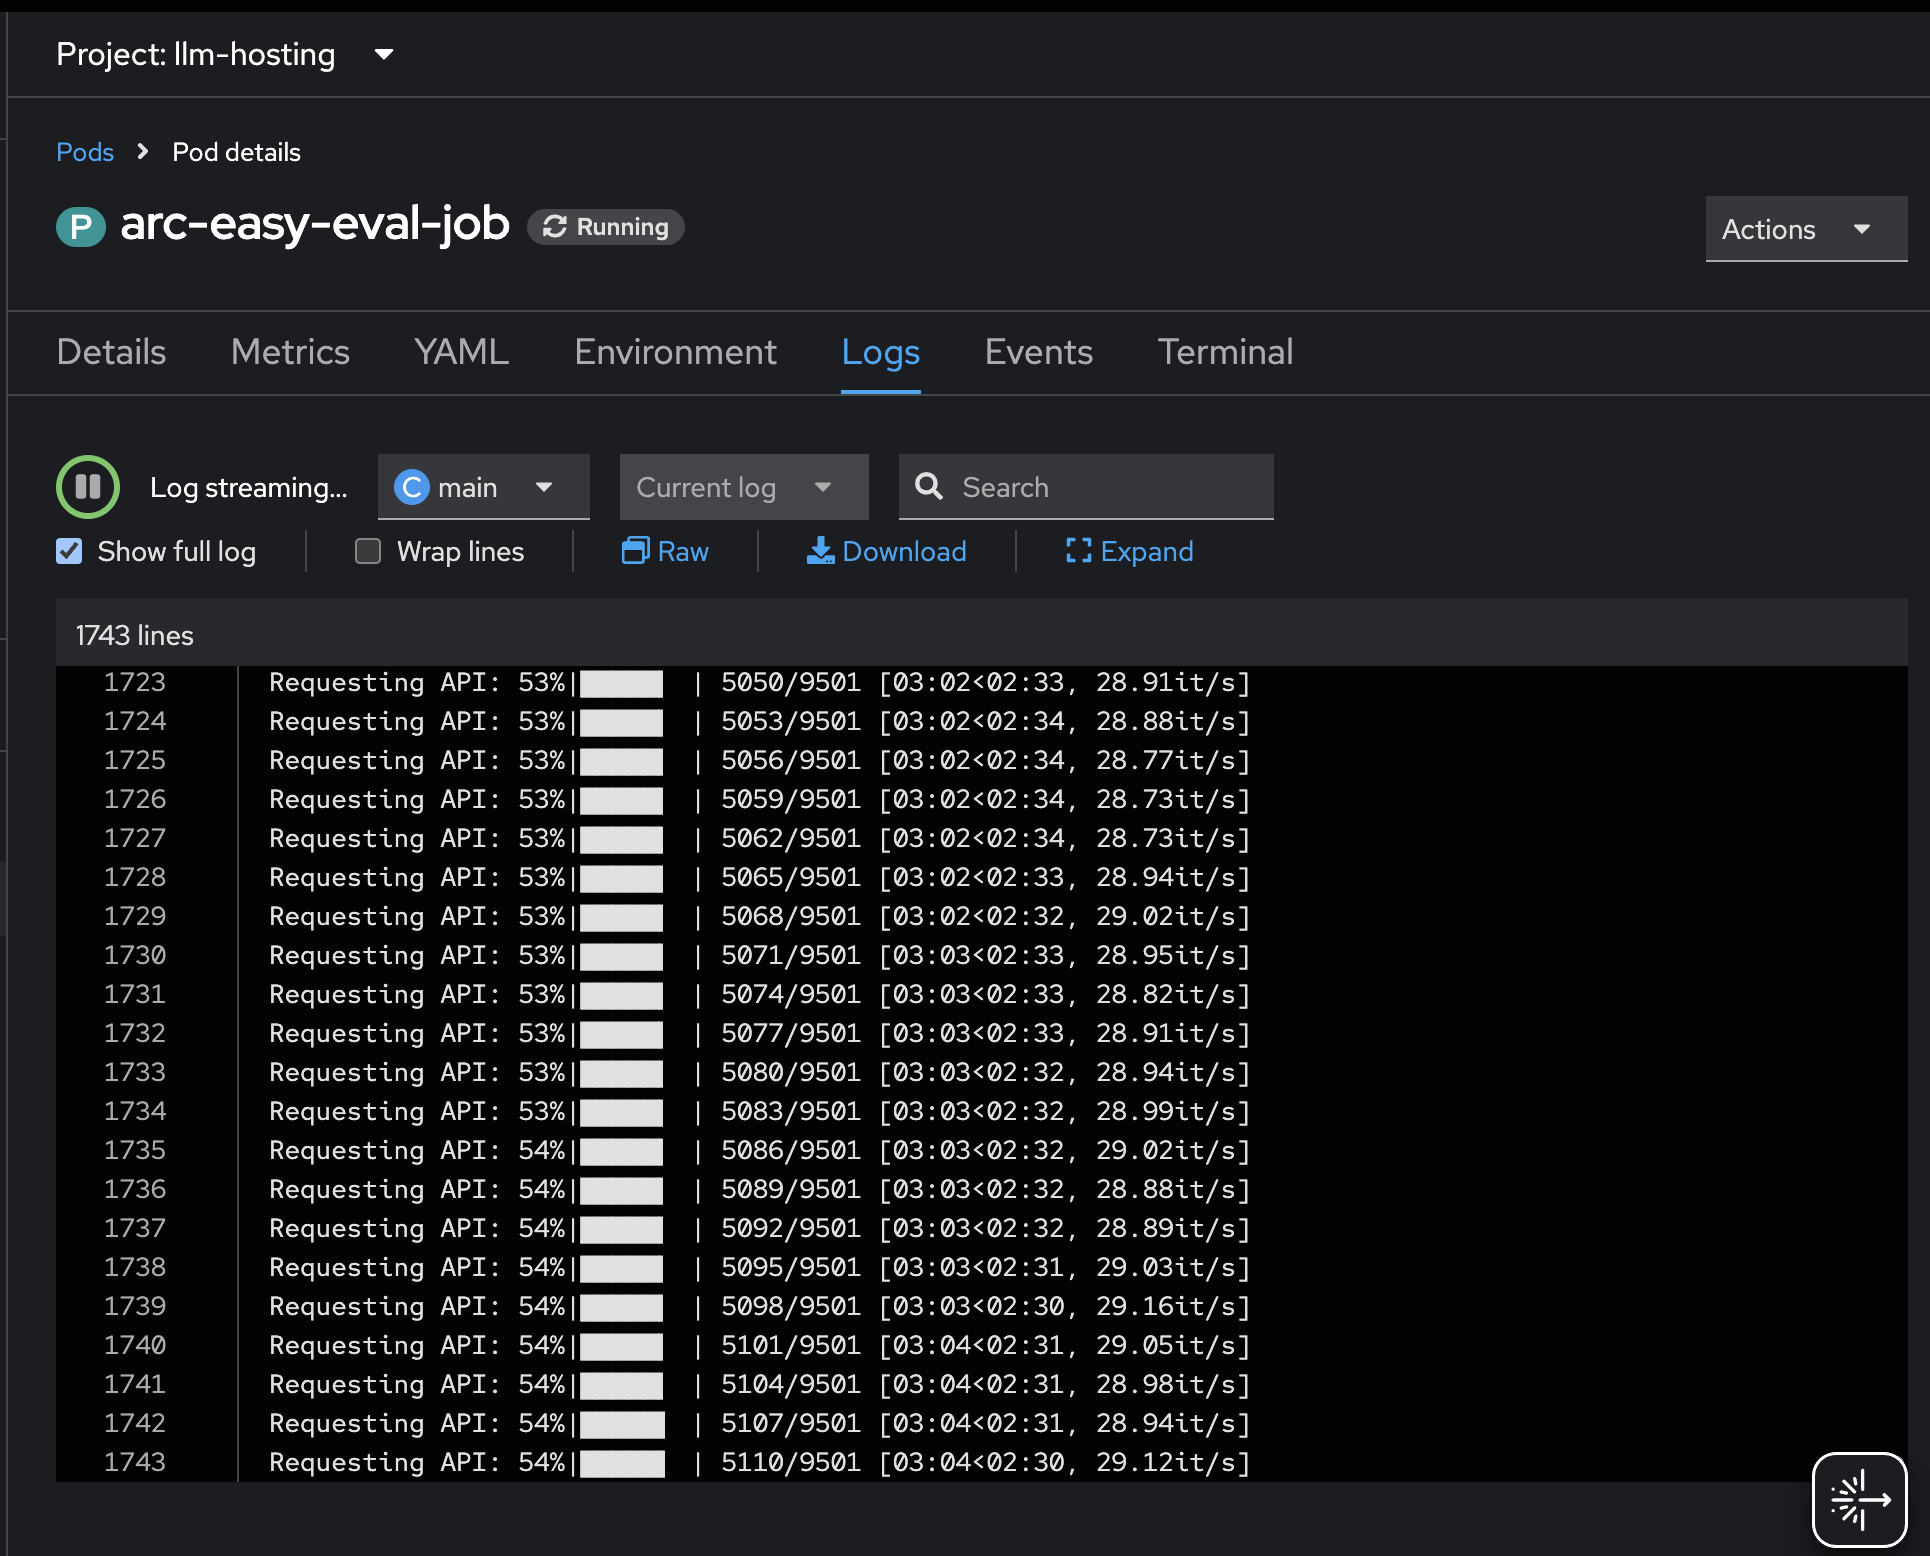 Project: llm-hosting
Pods > Pod details
P arc-easy-eval-job Running
Actions
Details Metrics YAML Environment Logs Events Terminal
Log streaming... C main Current log Search
Show full log Wrap lines Raw Download Expand
1743 lines
1723 Requesting API: 53%|██████ | 5050/9501 [03:02<02:33, 28.91it/s]
1724 Requesting API: 53%|██████ | 5053/9501 [03:02<02:34, 28.88it/s]
1725 Requesting API: 53%|██████ | 5056/9501 [03:02<02:34, 28.77it/s]
1726 Requesting API: 53%|██████ | 5059/9501 [03:02<02:34, 28.73it/s]
1727 Requesting API: 53%|██████ | 5062/9501 [03:02<02:34, 28.73it/s]
1728 Requesting API: 53%|██████ | 5065/9501 [03:02<02:33, 28.94it/s]
1729 Requesting API: 53%|██████ | 5068/9501 [03:02<02:32, 29.02it/s]
1730 Requesting API: 53%|██████ | 5071/9501 [03:03<02:33, 28.95it/s]
1731 Requesting API: 53%|██████ | 5074/9501 [03:03<02:33, 28.82it/s]
1732 Requesting API: 53%|██████ | 5077/9501 [03:03<02:33, 28.91it/s]
1733 Requesting API: 53%|██████ | 5080/9501 [03:03<02:32, 28.94it/s]
1734 Requesting API: 53%|██████ | 5083/9501 [03:03<02:32, 28.99it/s]
1735 Requesting API: 54%|██████ | 5086/9501 [03:03<02:32, 29.02it/s]
1736 Requesting API: 54%|██████ | 5089/9501 [03:03<02:32, 28.88it/s]
1737 Requesting API: 54%|██████ | 5092/9501 [03:03<02:32, 28.89it/s]
1738 Requesting API: 54%|██████ | 5095/9501 [03:03<02:31, 29.03it/s]
1739 Requesting API: 54%|██████ | 5098/9501 [03:03<02:30, 29.16it/s]
1740 Requesting API: 54%|██████ | 5101/9501 [03:04<02:31, 29.05it/s]
1741 Requesting API: 54%|██████ | 5104/9501 [03:04<02:31, 28.98it/s]
1742 Requesting API: 54%|██████ | 5107/9501 [03:04<02:31, 28.94it/s]
1743 Requesting API: 54%|██████ | 5110/9501 [03:04<02:30, 29.12it/s]